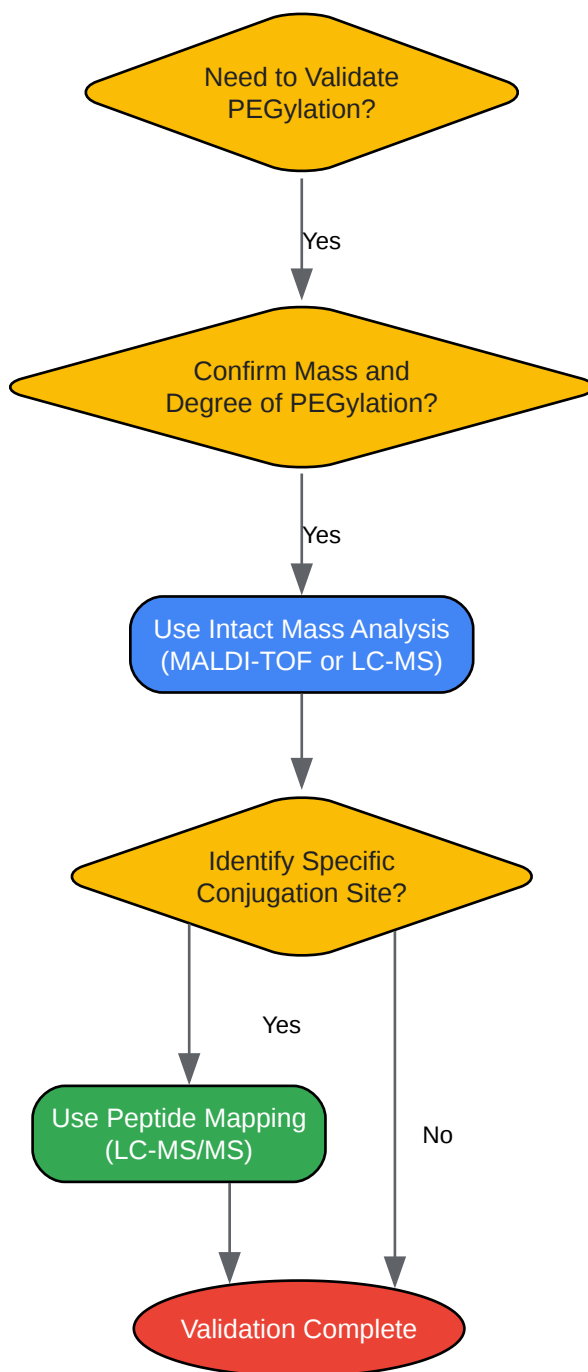 Need to Validate
PEGylation?
Yes
Confirm Mass and
Degree of PEGylation?
Yes
Use Intact Mass Analysis
(MALDI-TOF or LC-MS)
Identify Specific
Conjugation Site?
Yes
Use Peptide Mapping
(LC-MS/MS)
No
Validation Complete